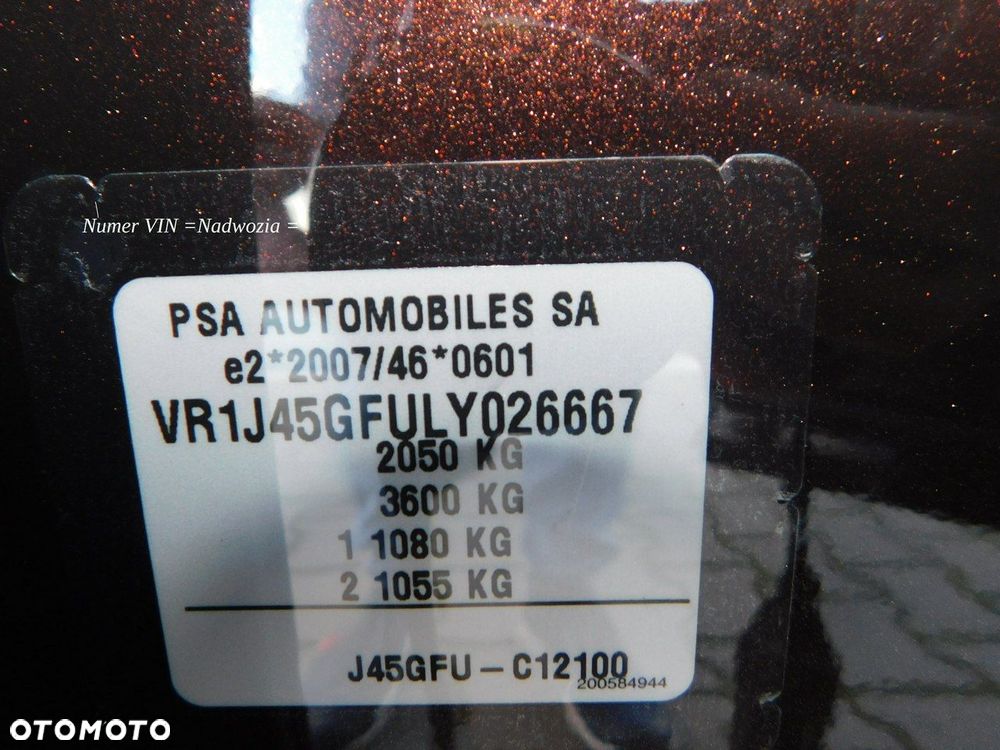 Numer VIN =Nadwozia =
PSA AUTOMOBILES SA
e2*2007/46*0601
VR1J45GFULY026667
2050 KG
3600 KG
1 1080 KG
2 1055 KG
J45GFU – C12100
200584944
OTOMOTO